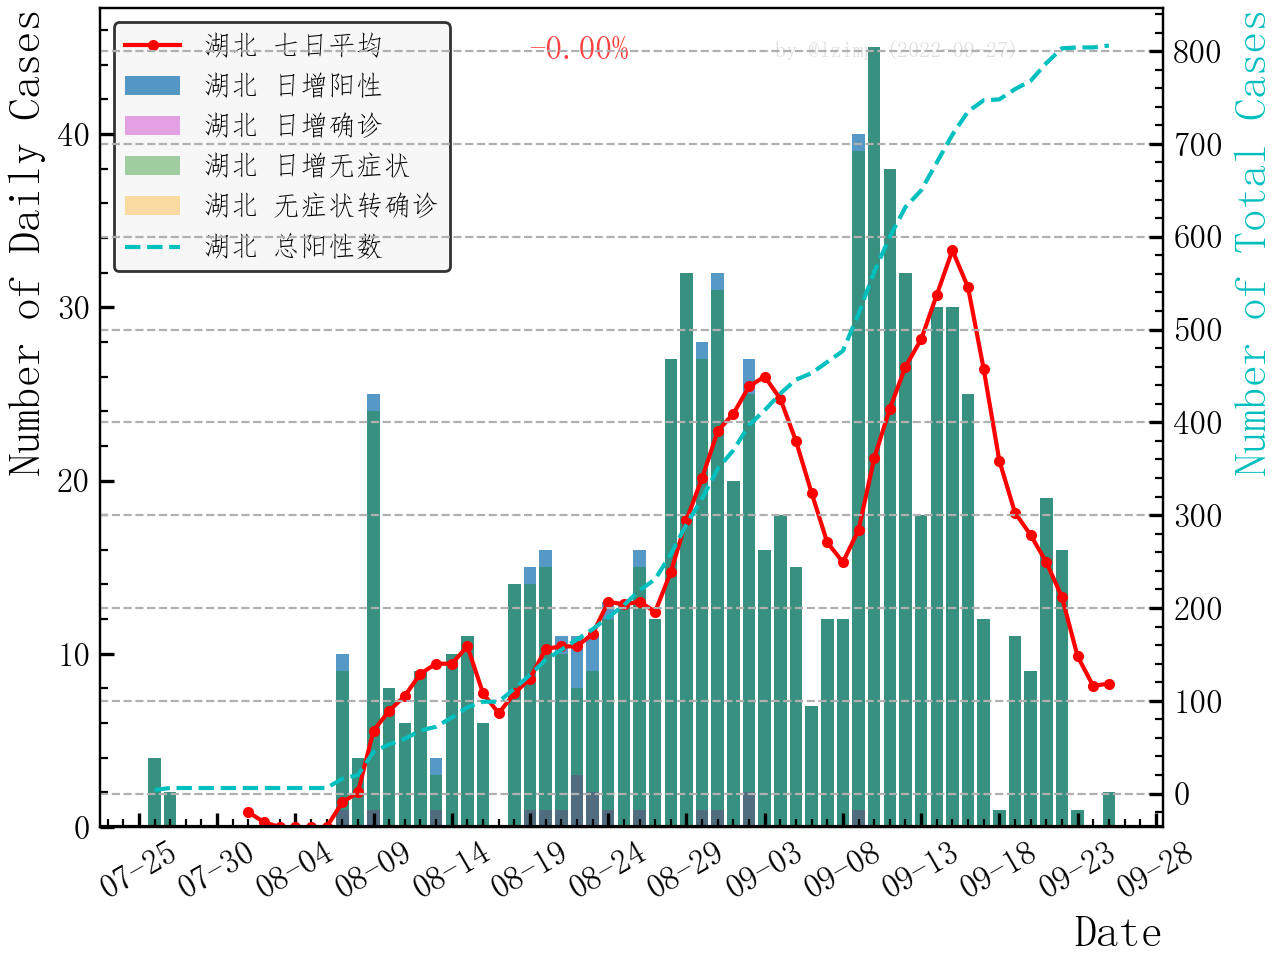 湖北 七日平均
湖北 日增阳性
湖北 日增确诊
湖北 日增无症状
湖北 无症状转确诊
湖北 总阳性数
-0.00%
(2022-09-27)
Number of Daily Cases
40
30
20
10
0
Number of Total Cases
800
700
600
500
400
300
200
100
0
07-25 07-30 08-04 08-09 08-14 08-19 08-24 08-29 09-03 09-08 09-13 09-18 09-23 09-28
Date